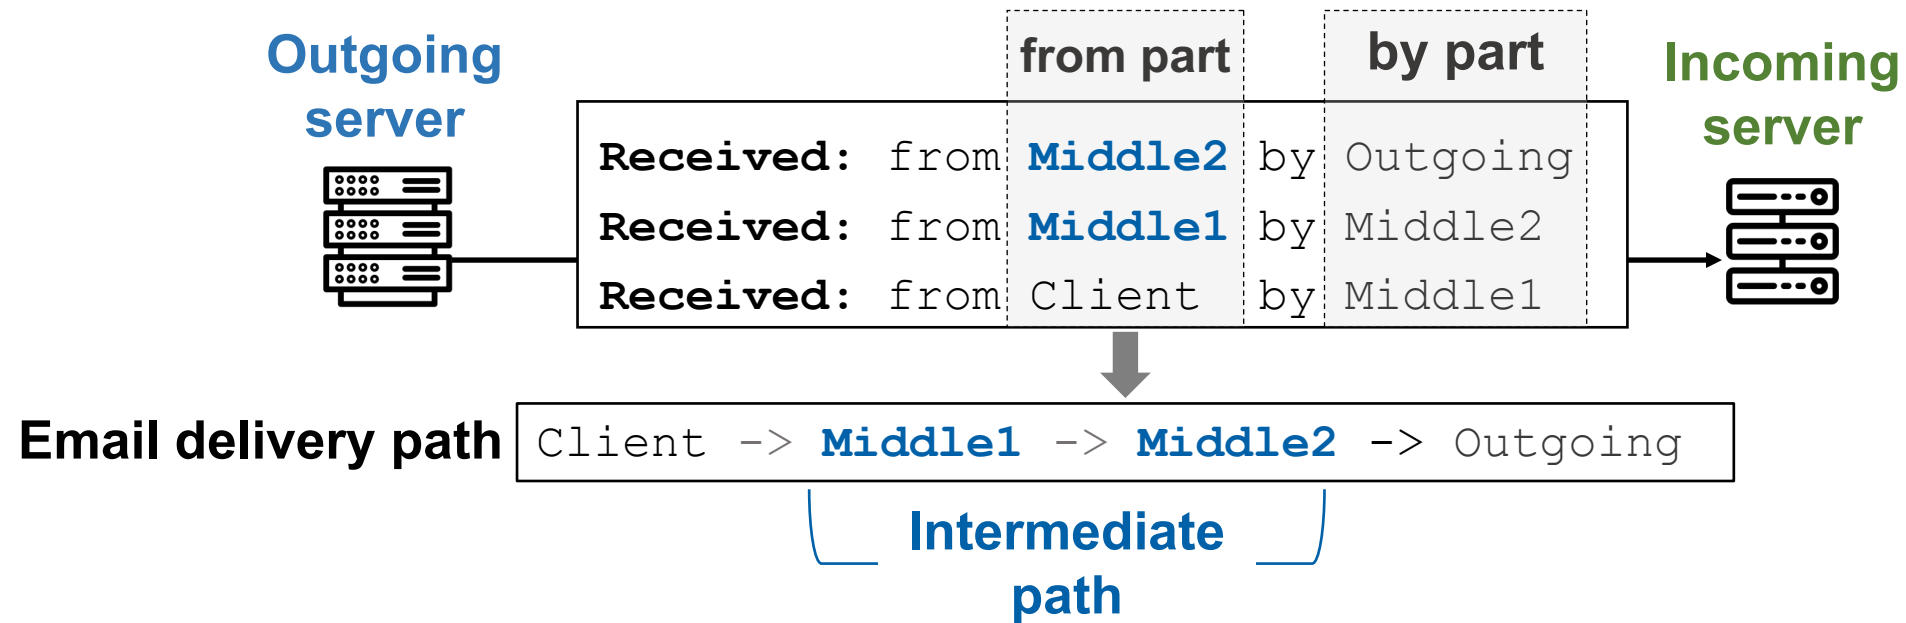 Outgoing
server
from part
by part
Incoming
server
Received: from Middle2 by Outgoing
Received: from Middle1 by Middle2
Received: from Client by Middle1
Email delivery path
Client -> Middle1 -> Middle2 -> Outgoing
Intermediate
path